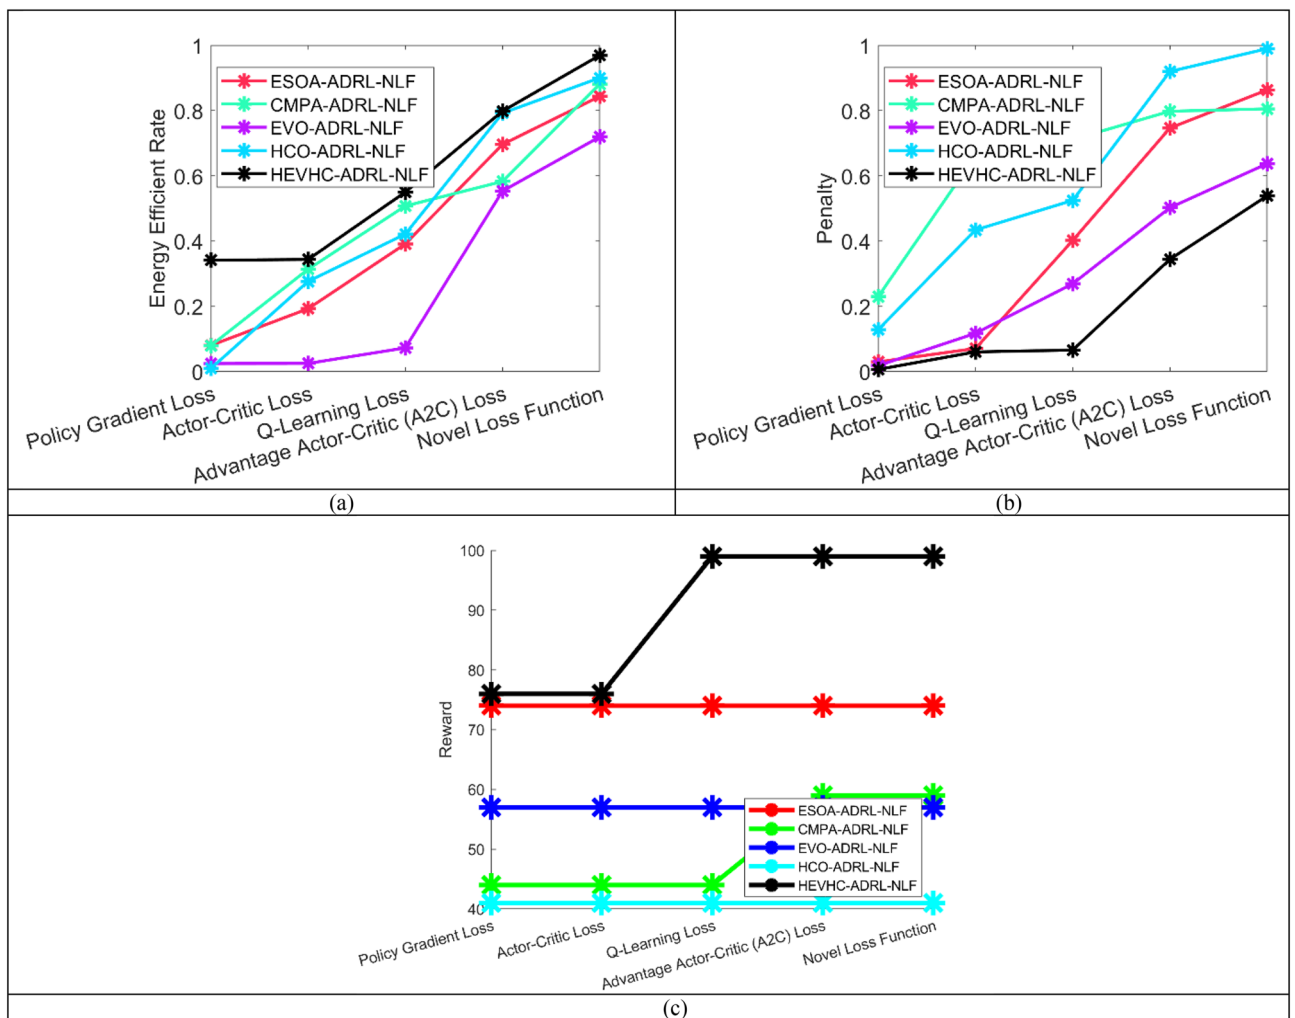 1
0.8
0.6
0.4
0.2
0
Energy Efficient Rate
ESOA-ADRL-NLF
CMPA-ADRL-NLF
EVO-ADRL-NLF
HCO-ADRL-NLF
HEVHC-ADRL-NLF
Policy Gradient Loss
Actor-Critic Loss
Q-Learning Loss
Advantage Actor-Critic (A2C) Loss
Novel Loss Function
(a)
1
0.8
0.6
0.4
0.2
0
Penalty
ESOA-ADRL-NLF
CMPA-ADRL-NLF
EVO-ADRL-NLF
HCO-ADRL-NLF
HEVHC-ADRL-NLF
Policy Gradient Loss
Actor-Critic Loss
Q-Learning Loss
Advantage Actor-Critic (A2C) Loss
Novel Loss Function
(b)
100
90
80
70
60
50
40
Reward
ESOA-ADRL-NLF
CMPA-ADRL-NLF
EVO-ADRL-NLF
HCO-ADRL-NLF
HEVHC-ADRL-NLF
Policy Gradient Loss
Actor-Critic Loss
Q-Learning Loss
Advantage Actor-Critic (A2C) Loss
Novel Loss Function
(c)